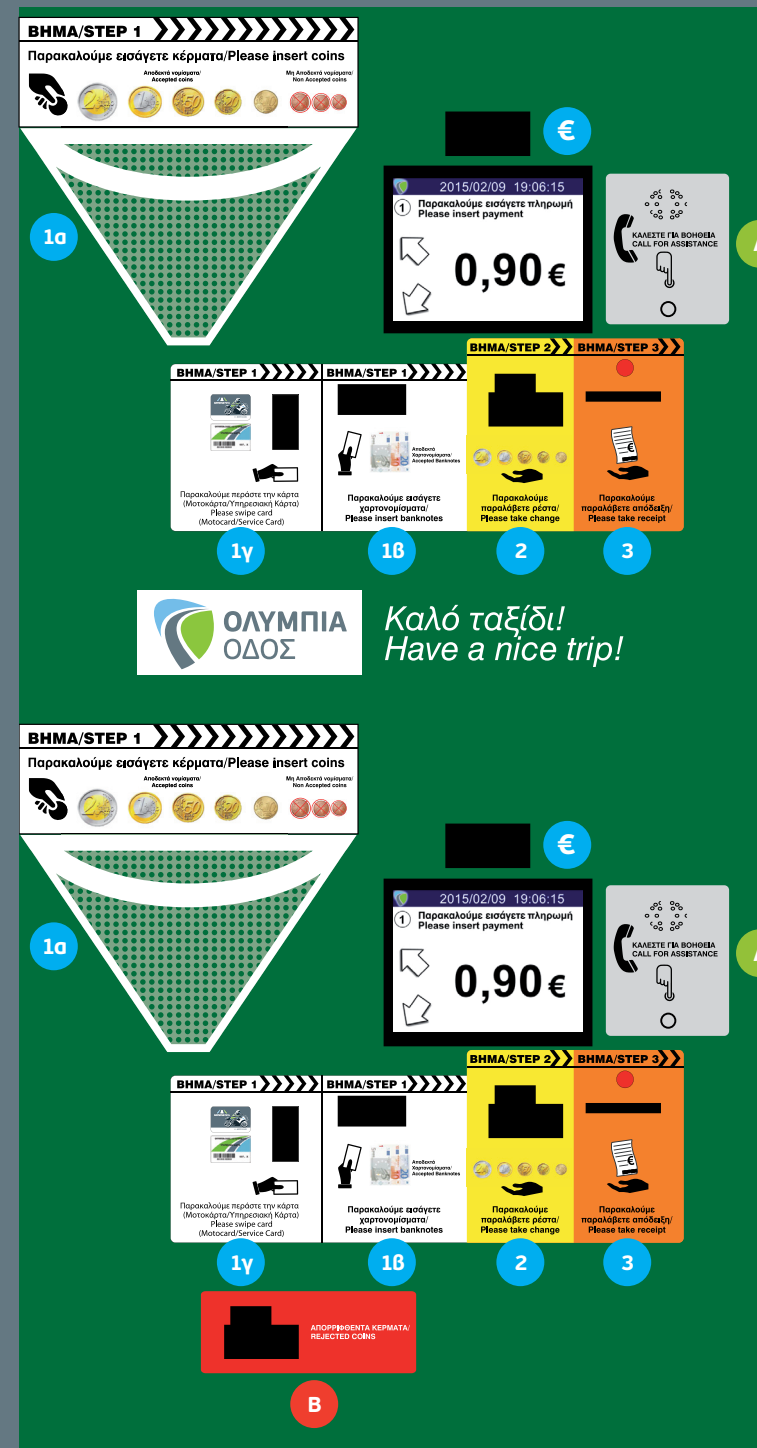 ΒΗΜΑ/STEP 1
Παρακαλούμε εισάγετε κέρματα/Please insert coins
Αποδεκτά νομίσματα/
Accepted coins
Μη Αποδεκτά νομίσματα/
Non Accepted coins
1α
€
2015/02/09 19:06:15
1 Παρακαλούμε εισάγετε πληρωμή
Please insert payment
0,90 €
ΚΑΛΕΣΤΕ ΓΙΑ ΒΟΗΘΕΙΑ
CALL FOR ASSISTANCE
ΒΗΜΑ/STEP 1
Παρακαλούμε περάστε την κάρτα
(Μοτοκάρτα/Υπηρεσιακή Κάρτα)
Please swipe card
(Motocard/Service Card)
1γ
ΒΗΜΑ/STEP 1
Αποδεκτά
Χαρτονομίσματα/
Accepted Banknotes
Παρακαλούμε εισάγετε
χαρτονομίσματα/
Please insert banknotes
1β
ΒΗΜΑ/STEP 2
Παρακαλούμε
παραλάβετε ρέστα/
Please take change
2
ΒΗΜΑ/STEP 3
€
Παρακαλούμε
παραλάβετε απόδειξη/
Please take receipt
3
ΟΛΥΜΠΙΑ
ΟΔΟΣ
Καλό ταξίδι!
Have a nice trip!
ΒΗΜΑ/STEP 1
Παρακαλούμε εισάγετε κέρματα/Please insert coins
Αποδεκτά νομίσματα/
Accepted coins
Μη Αποδεκτά νομίσματα/
Non Accepted coins
1α
€
2015/02/09 19:06:15
1 Παρακαλούμε εισάγετε πληρωμή
Please insert payment
0,90 €
ΚΑΛΕΣΤΕ ΓΙΑ ΒΟΗΘΕΙΑ
CALL FOR ASSISTANCE
ΒΗΜΑ/STEP 1
Παρακαλούμε περάστε την κάρτα
(Μοτοκάρτα/Υπηρεσιακή Κάρτα)
Please swipe card
(Motocard/Service Card)
1γ
ΒΗΜΑ/STEP 1
Αποδεκτά
Χαρτονομίσματα/
Accepted Banknotes
Παρακαλούμε εισάγετε
χαρτονομίσματα/
Please insert banknotes
1β
ΒΗΜΑ/STEP 2
Παρακαλούμε
παραλάβετε ρέστα/
Please take change
2
ΒΗΜΑ/STEP 3
€
Παρακαλούμε
παραλάβετε απόδειξη/
Please take receipt
3
ΑΠΟΡΡΙΦΘΕΝΤΑ ΚΕΡΜΑΤΑ/
REJECTED COINS
B